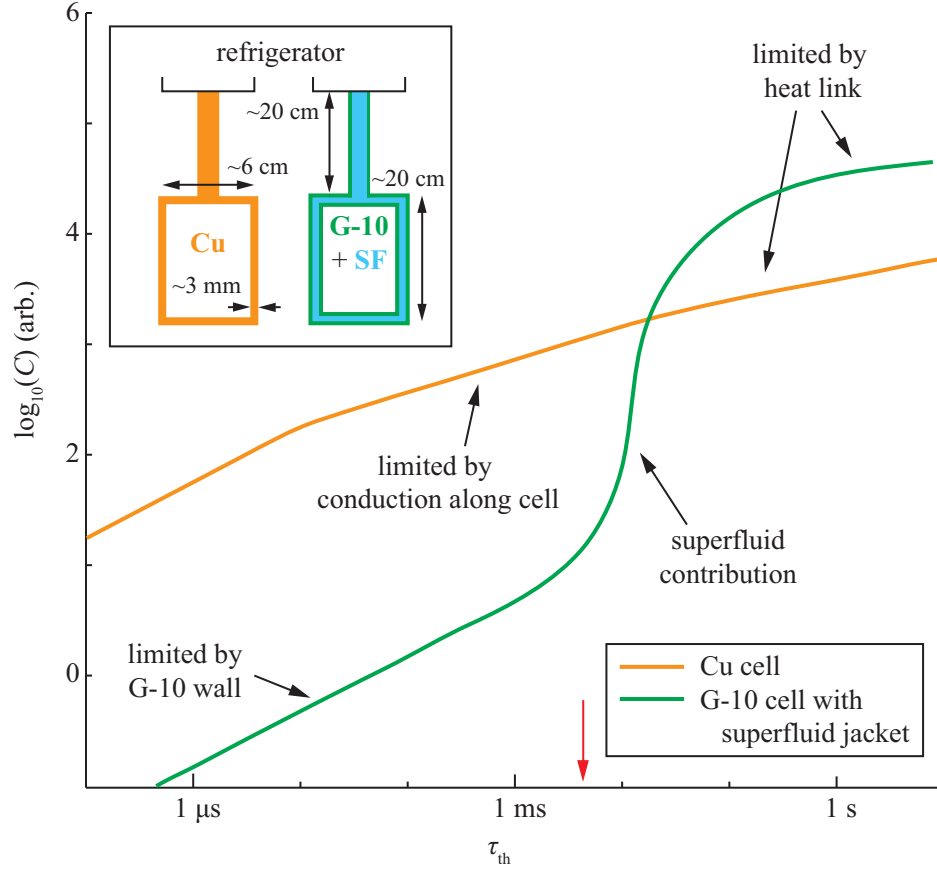 6
4
2
0
log₁₀(C) (arb.)
refrigerator
~20 cm
~6 cm
~20 cm
Cu
G-10
+ SF
~3 mm
limited by
heat link
limited by
conduction along cell
superfluid
contribution
limited by
G-10 wall
Cu cell
G-10 cell with
superfluid jacket
1 μs
1 ms
1 s
τth